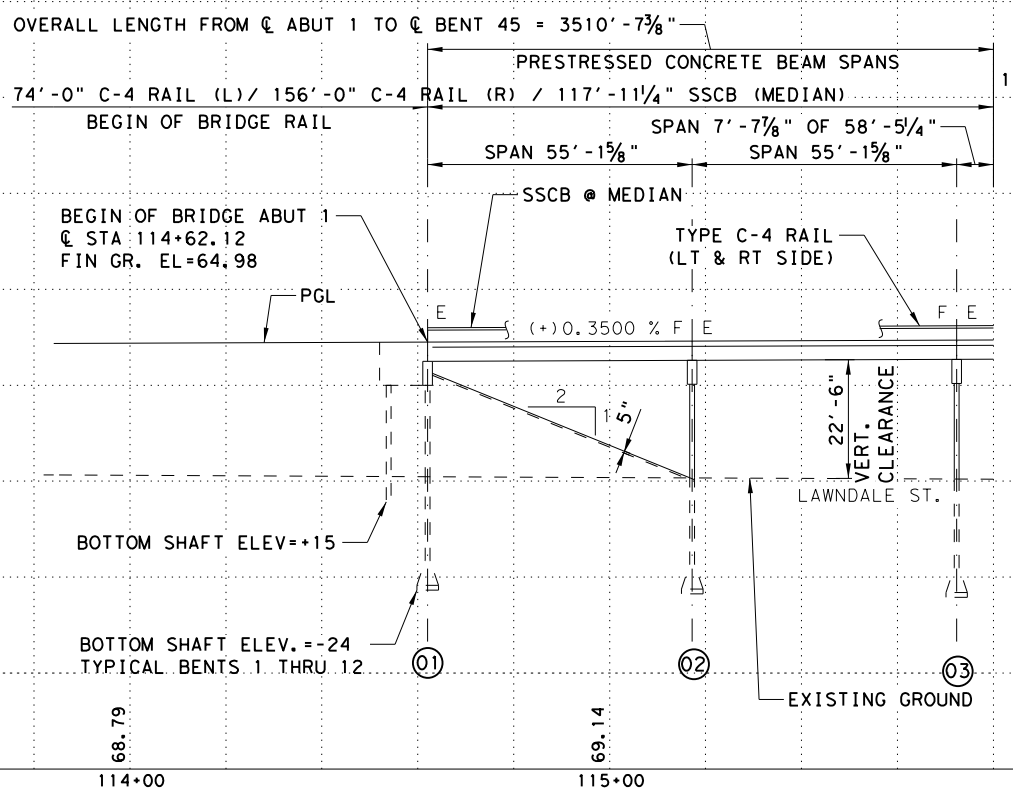 OVERALL LENGTH FROM ℄ ABUT 1 TO ℄ BENT 45 = 3510'-7⅜"
PRESTRESSED CONCRETE BEAM SPANS
1
74'-0" C-4 RAIL (L)/ 156'-0" C-4 RAIL (R) / 117'-11¼" SSCB (MEDIAN)
BEGIN OF BRIDGE RAIL
SPAN 7'-7⅞" OF 58'-5¼"
SPAN 55'-1⅝"
SPAN 55'-1⅝"
SSCB @ MEDIAN
BEGIN OF BRIDGE ABUT 1
℄ STA 114+62.12
FIN GR. EL=64.98
TYPE C-4 RAIL
(LT & RT SIDE)
PGL
E
(+)0.3500 %
F
E
F
E
2
1
5"
22'-6"
VERT.
CLEARANCE
LAWNDALE ST.
BOTTOM SHAFT ELEV=+15
BOTTOM SHAFT ELEV.=-24
TYPICAL BENTS 1 THRU 12
01
02
03
EXISTING GROUND
68.79
69.14
114+00
115+00